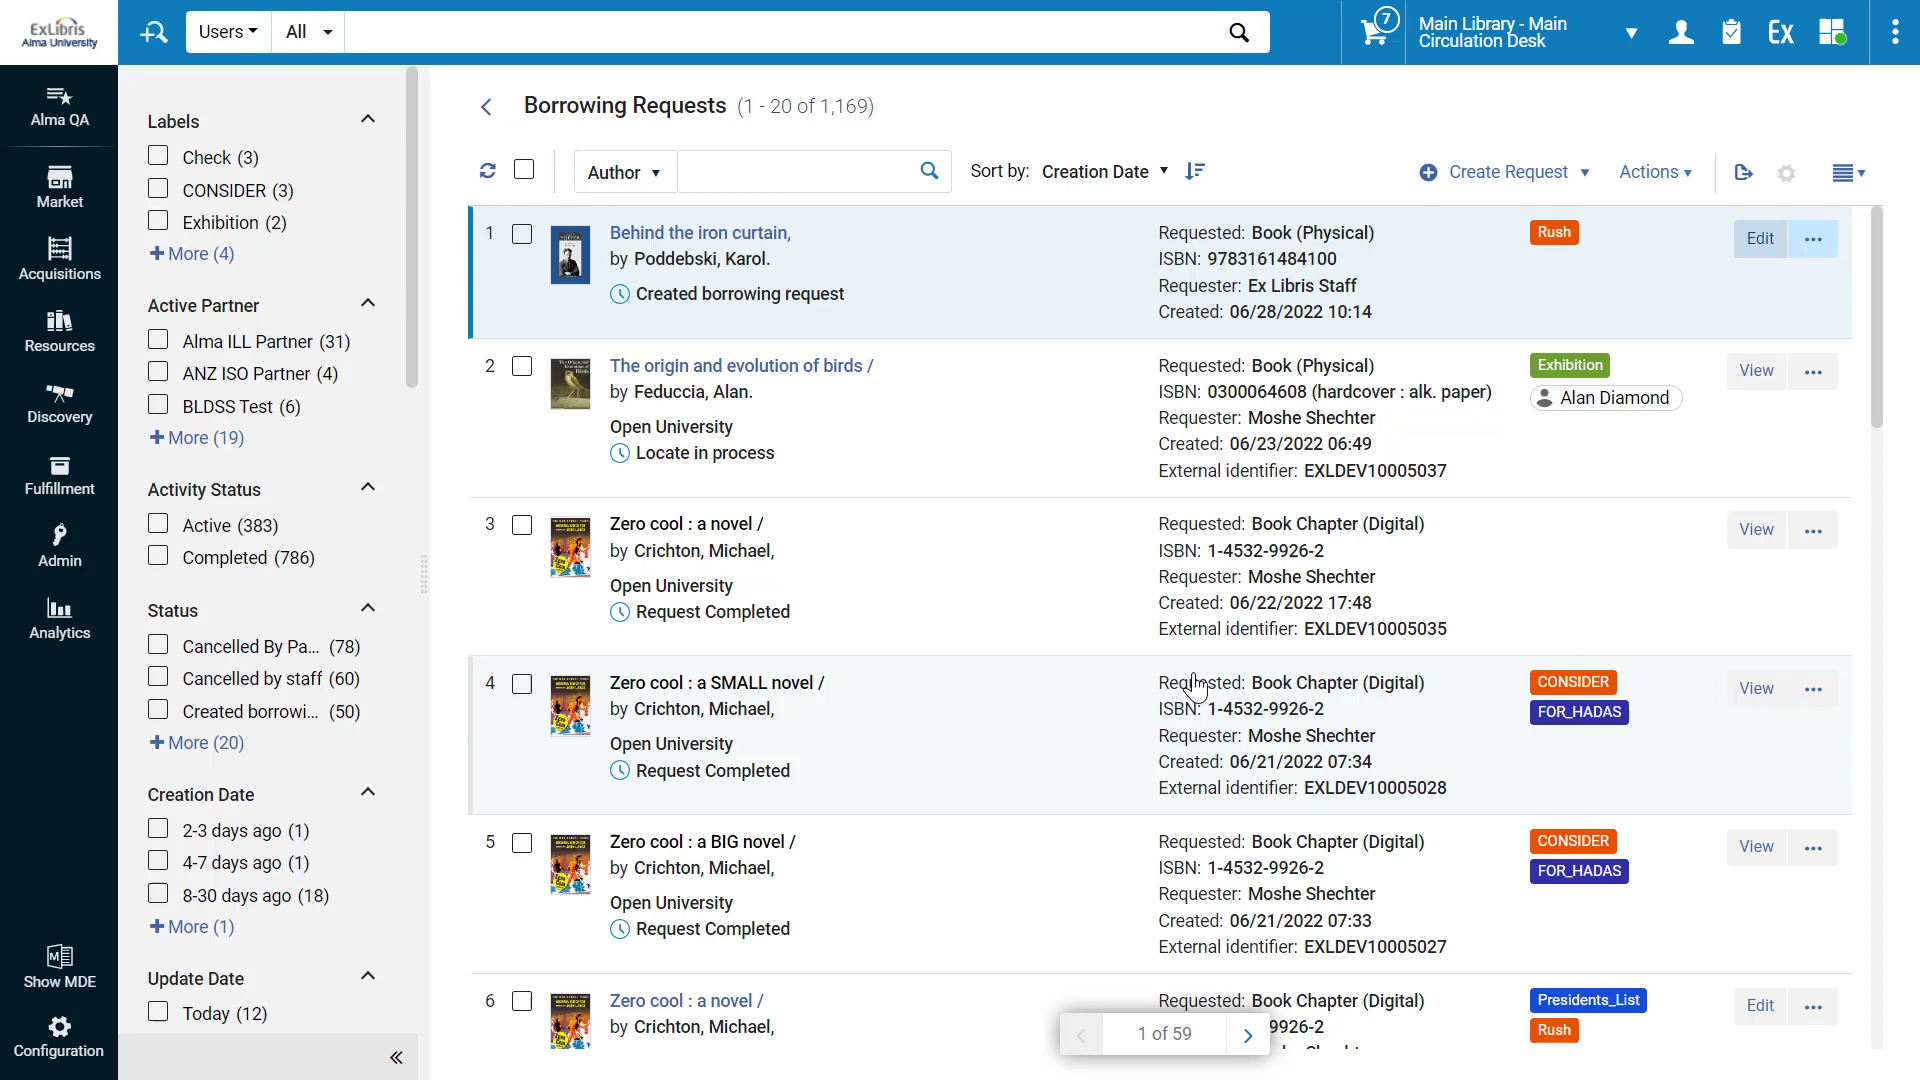 ExLibris
Alma University
Users
All
7
Main Library - Main
Circulation Desk
Ex
Alma QA
Market
Acquisitions
Resources
Discovery
Fulfillment
Admin
Analytics
Show MDE
Configuration
Labels
Check (3)
CONSIDER (3)
Exhibition (2)
More (4)
Active Partner
Alma ILL Partner (31)
ANZ ISO Partner (4)
BLDSS Test (6)
More (19)
Activity Status
Active (383)
Completed (786)
Status
Cancelled By Pa... (78)
Cancelled by staff (60)
Created borrowi... (50)
More (20)
Creation Date
2-3 days ago (1)
4-7 days ago (1)
8-30 days ago (18)
More (1)
Update Date
Today (12)
Borrowing Requests (1 - 20 of 1,169)
Author
Sort by: Creation Date
Create Request
Actions
1
Behind the iron curtain,
by Poddebski, Karol.
Created borrowing request
Requested: Book (Physical)
ISBN: 9783161484100
Requester: Ex Libris Staff
Created: 06/28/2022 10:14
Rush
Edit
2
The origin and evolution of birds /
by Feduccia, Alan.
Open University
Locate in process
Requested: Book (Physical)
ISBN: 0300064608 (hardcover : alk. paper)
Requester: Moshe Shechter
Created: 06/23/2022 06:49
External identifier: EXLDEV10005037
Exhibition
Alan Diamond
View
3
Zero cool : a novel /
by Crichton, Michael,
Open University
Request Completed
Requested: Book Chapter (Digital)
ISBN: 1-4532-9926-2
Requester: Moshe Shechter
Created: 06/22/2022 17:48
External identifier: EXLDEV10005035
View
4
Zero cool : a SMALL novel /
by Crichton, Michael,
Open University
Request Completed
Requested: Book Chapter (Digital)
ISBN: 1-4532-9926-2
Requester: Moshe Shechter
Created: 06/21/2022 07:34
External identifier: EXLDEV10005028
CONSIDER
FOR_HADAS
View
5
Zero cool : a BIG novel /
by Crichton, Michael,
Open University
Request Completed
Requested: Book Chapter (Digital)
ISBN: 1-4532-9926-2
Requester: Moshe Shechter
Created: 06/21/2022 07:33
External identifier: EXLDEV10005027
CONSIDER
FOR_HADAS
View
6
Zero cool : a novel /
by Crichton, Michael,
Requested: Book Chapter (Digital)
9926-2
Presidents_List
Rush
Edit
1 of 59